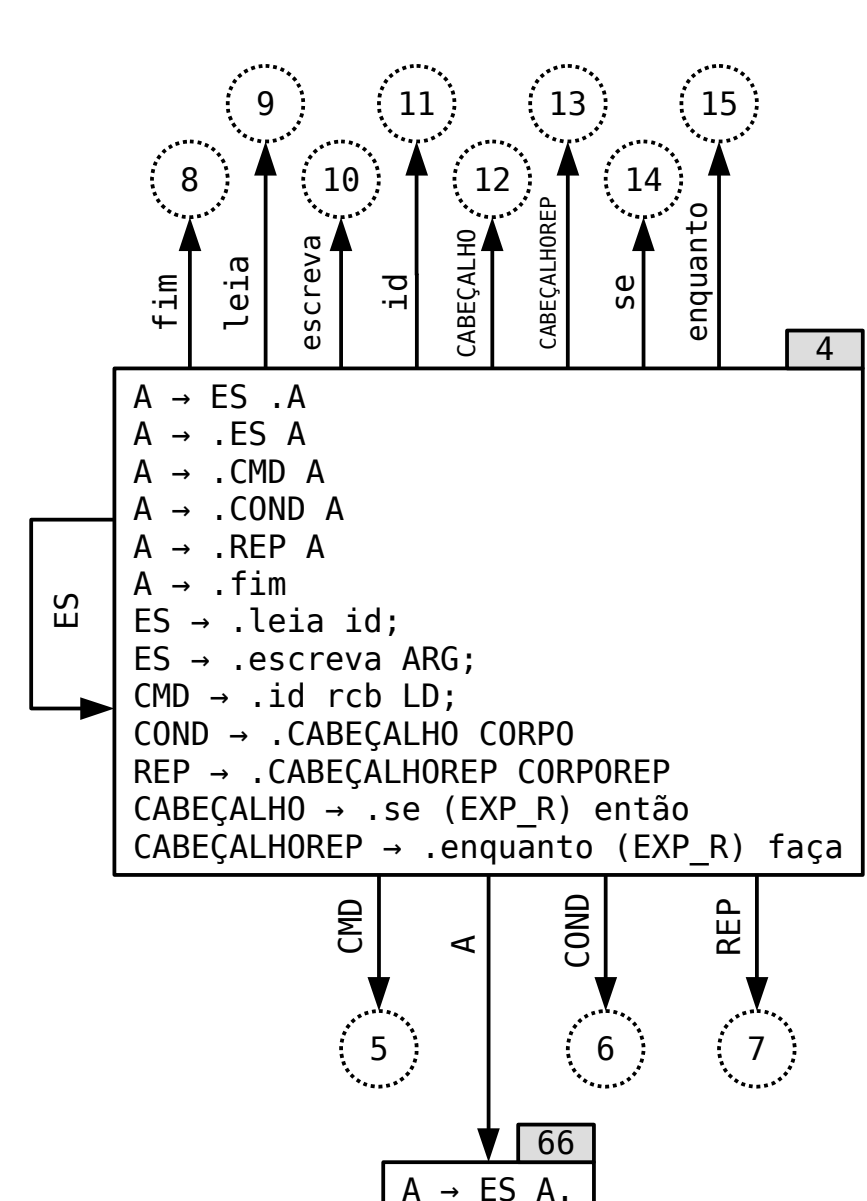 9
11
13
15
8
10
12
14
fim
leia
escreva
id
CABEÇALHO
CABEÇALHOREP
se
enquanto
4
A → ES .A
A → .ES A
A → .CMD A
A → .COND A
A → .REP A
A → .fim
ES → .leia id;
ES → .escreva ARG;
CMD → .id rcb LD;
COND → .CABEÇALHO CORPO
REP → .CABEÇALHOREP CORPOREP
CABEÇALHO → .se (EXP_R) então
CABEÇALHOREP → .enquanto (EXP_R) faça
ES
CMD
A
COND
REP
5
6
7
66
A → ES A.